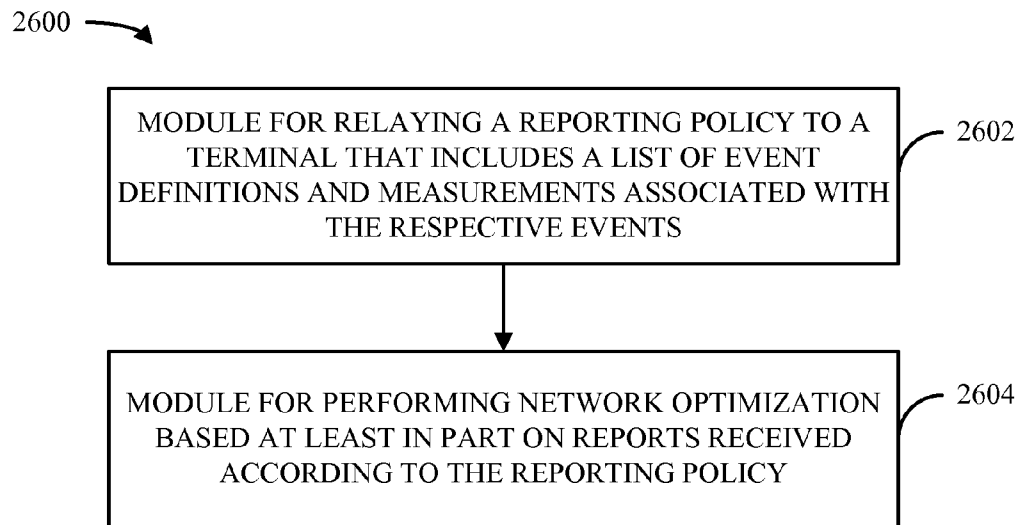 2600
MODULE FOR RELAYING A REPORTING POLICY TO A
TERMINAL THAT INCLUDES A LIST OF EVENT
DEFINITIONS AND MEASUREMENTS ASSOCIATED WITH
THE RESPECTIVE EVENTS
2602
MODULE FOR PERFORMING NETWORK OPTIMIZATION
BASED AT LEAST IN PART ON REPORTS RECEIVED
ACCORDING TO THE REPORTING POLICY
2604